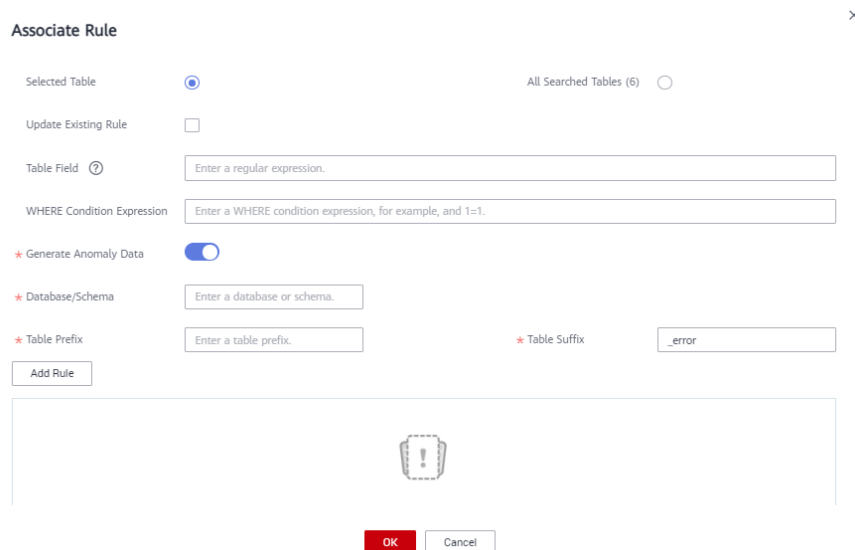 Associate Rule
Selected Table
All Searched Tables (6)
Update Existing Rule
Table Field ?
Enter a regular expression.
WHERE Condition Expression
Enter a WHERE condition expression, for example, and 1=1.
* Generate Anomaly Data
* Database/Schema
Enter a database or schema.
* Table Prefix
Enter a table prefix.
* Table Suffix
_error
Add Rule
!
OK
Cancel